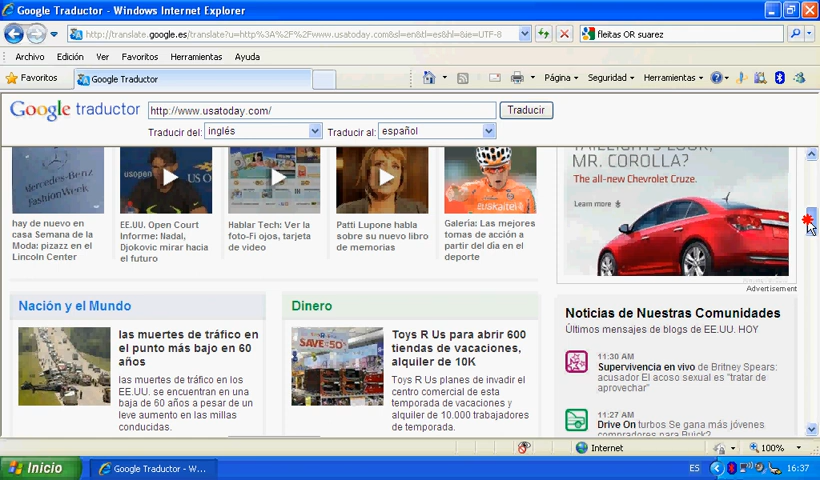 Google Traductor - Windows Internet Explorer
http://translate.google.es/translate?u=http%3A%2F%2Fwww.usatoday.com/&sl=en&tl=es&hl=&ie=UTF-8
fleitas OR suarez
Archivo Edición Ver Favoritos Herramientas Ayuda
Favoritos Google Traductor
Página Seguridad Herramientas
Google traductor http://www.usatoday.com/ Traducir
Traducir del: inglés Traducir al: español
Mercedes-Benz
Fashion Week
usopen
US O
euskaltel
hay de nuevo en
casa Semana de la
Moda: pizazz en el
Lincoln Center
EE.UU. Open Court
Informe: Nadal,
Djokovic mirar hacia
el futuro
Hablar Tech: Ver la
foto-Fi ojos, tarjeta
de video
Patti Lupone habla
sobre su nuevo libro
de memorias
Galería: Las mejores
tomas de acción a
partir del día en el
deporte
MR. COROLLA?
The all-new Chevrolet Cruze.
Learn more
Advertisement
Nación y el Mundo
las muertes de tráfico en
el punto más bajo en 60
años
las muertes de tráfico en los
EE.UU. se encuentran en una
baja de 60 años a pesar de un
leve aumento en las millas
conducidas.
Dinero
SAVE
50%
Toys R Us para abrir 600
tiendas de vacaciones,
alquiler de 10K
Toys R Us planes de invadir el
centro comercial de esta
temporada de vacaciones y
alquiler de 10.000 trabajadores
de temporada.
Noticias de Nuestras Comunidades
Últimos mensajes de blogs de EE.UU. HOY
11:30 AM
Supervivencia en vivo de Britney Spears:
acusador El acoso sexual es "tratar de
aprovechar"
11:27 AM
Drive On turbos Se gana más jóvenes
compradores para Buick?
Internet 100%
Inicio Google Traductor - W... ES 16:37